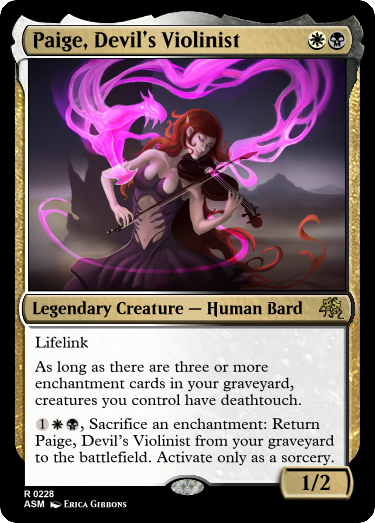 Paige, Devil's Violinist
Legendary Creature — Human Bard
Lifelink
As long as there are three or more
enchantment cards in your graveyard,
creatures you control have deathtouch.
1, Sacrifice an enchantment: Return
Paige, Devil's Violinist from your graveyard
to the battlefield. Activate only as a sorcery.
1/2
R 0228
ASM Erica Gibbons